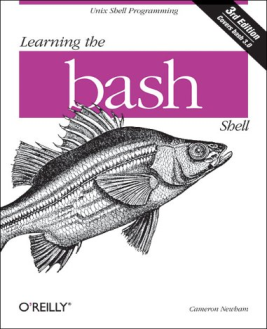 Unix Shell Programming
3rd Edition
Covers bash 3.0
Learning the
bash
Shell
O'REILLY®
Cameron Newham